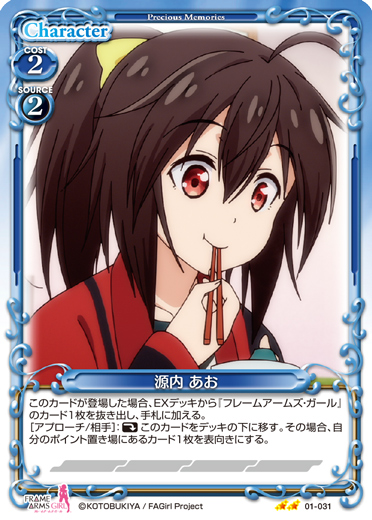 Precious Memories
Character
COST
2
SOURCE
2
源内 あお
このカードが登場した場合、EXデッキから『フレームアームズ・ガール』
のカード1枚を抜き出し、手札に加える。
[アプローチ/相手]: このカードをデッキの下に移す。その場合、自
分のポイント置き場にあるカード1枚を表向きにする。
FRAME
ARMS GIRL
©KOTOBUKIYA / FAGirl Project
01-031